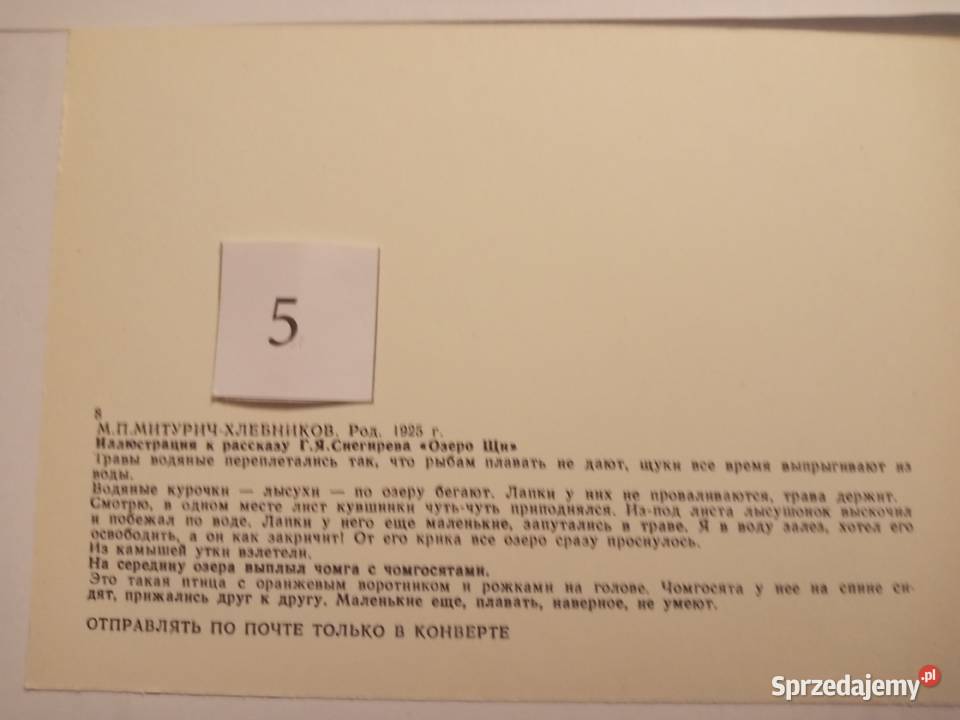 5
8
М.П.МИТУРИЧ-ХЛЕБНИКОВ. Род. 1925 г.
Иллюстрация к рассказу Г.Я.Снегирева «Озеро Щи»
Травы водяные переплетались так, что рыбам плавать не дают, щуки все время выпрыгивают из
воды.
Водяные курочки — лысухи — по озеру бегают. Лапки у них не проваливаются, трава держит.
Смотрю, в одном месте лист кувшинки чуть-чуть приподнялся. Из-под листа лысушонок выскочил
и побежал по воде. Лапки у него еще маленькие, запутались в траве. Я в воду залез, хотел его
освободить, а он как закричит! От его крика все озеро сразу проснулось.
Из камышей утки взлетели.
На середину озера выплыл чомга с чомгосятами.
Это такая птица с оранжевым воротником и рожками на голове. Чомгосята у нее на спине си-
дят, прижались друг к другу. Маленькие еще, плавать, наверное, не умеют.
ОТПРАВЛЯТЬ ПО ПОЧТЕ ТОЛЬКО В КОНВЕРТЕ
Sprzedajemy.pl